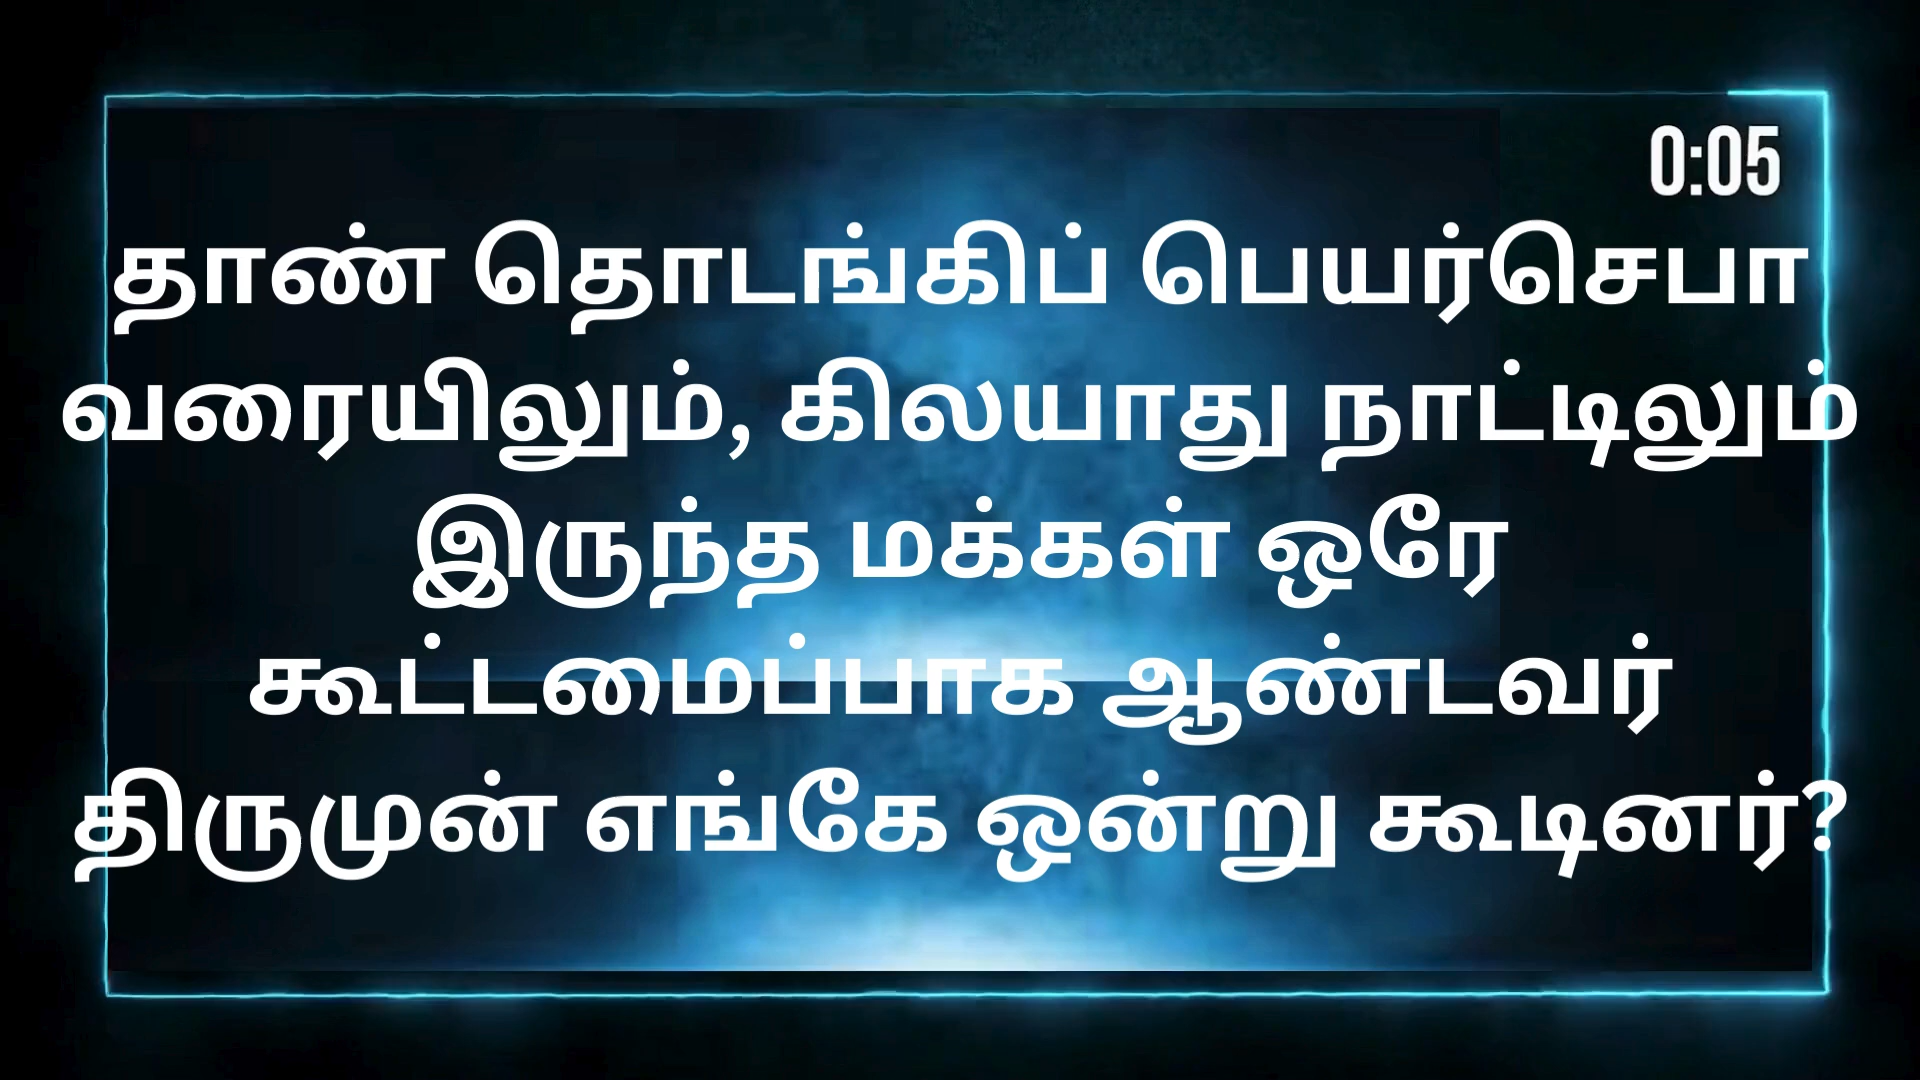 0:05
தாண் தொடங்கிப் பெயர்செபா
வரையிலும், கிலயாது நாட்டிலும்
இருந்த மக்கள் ஒரே
கூட்டமைப்பாக ஆண்டவர்
திருமுன் எங்கே ஒன்று கூடினர்?